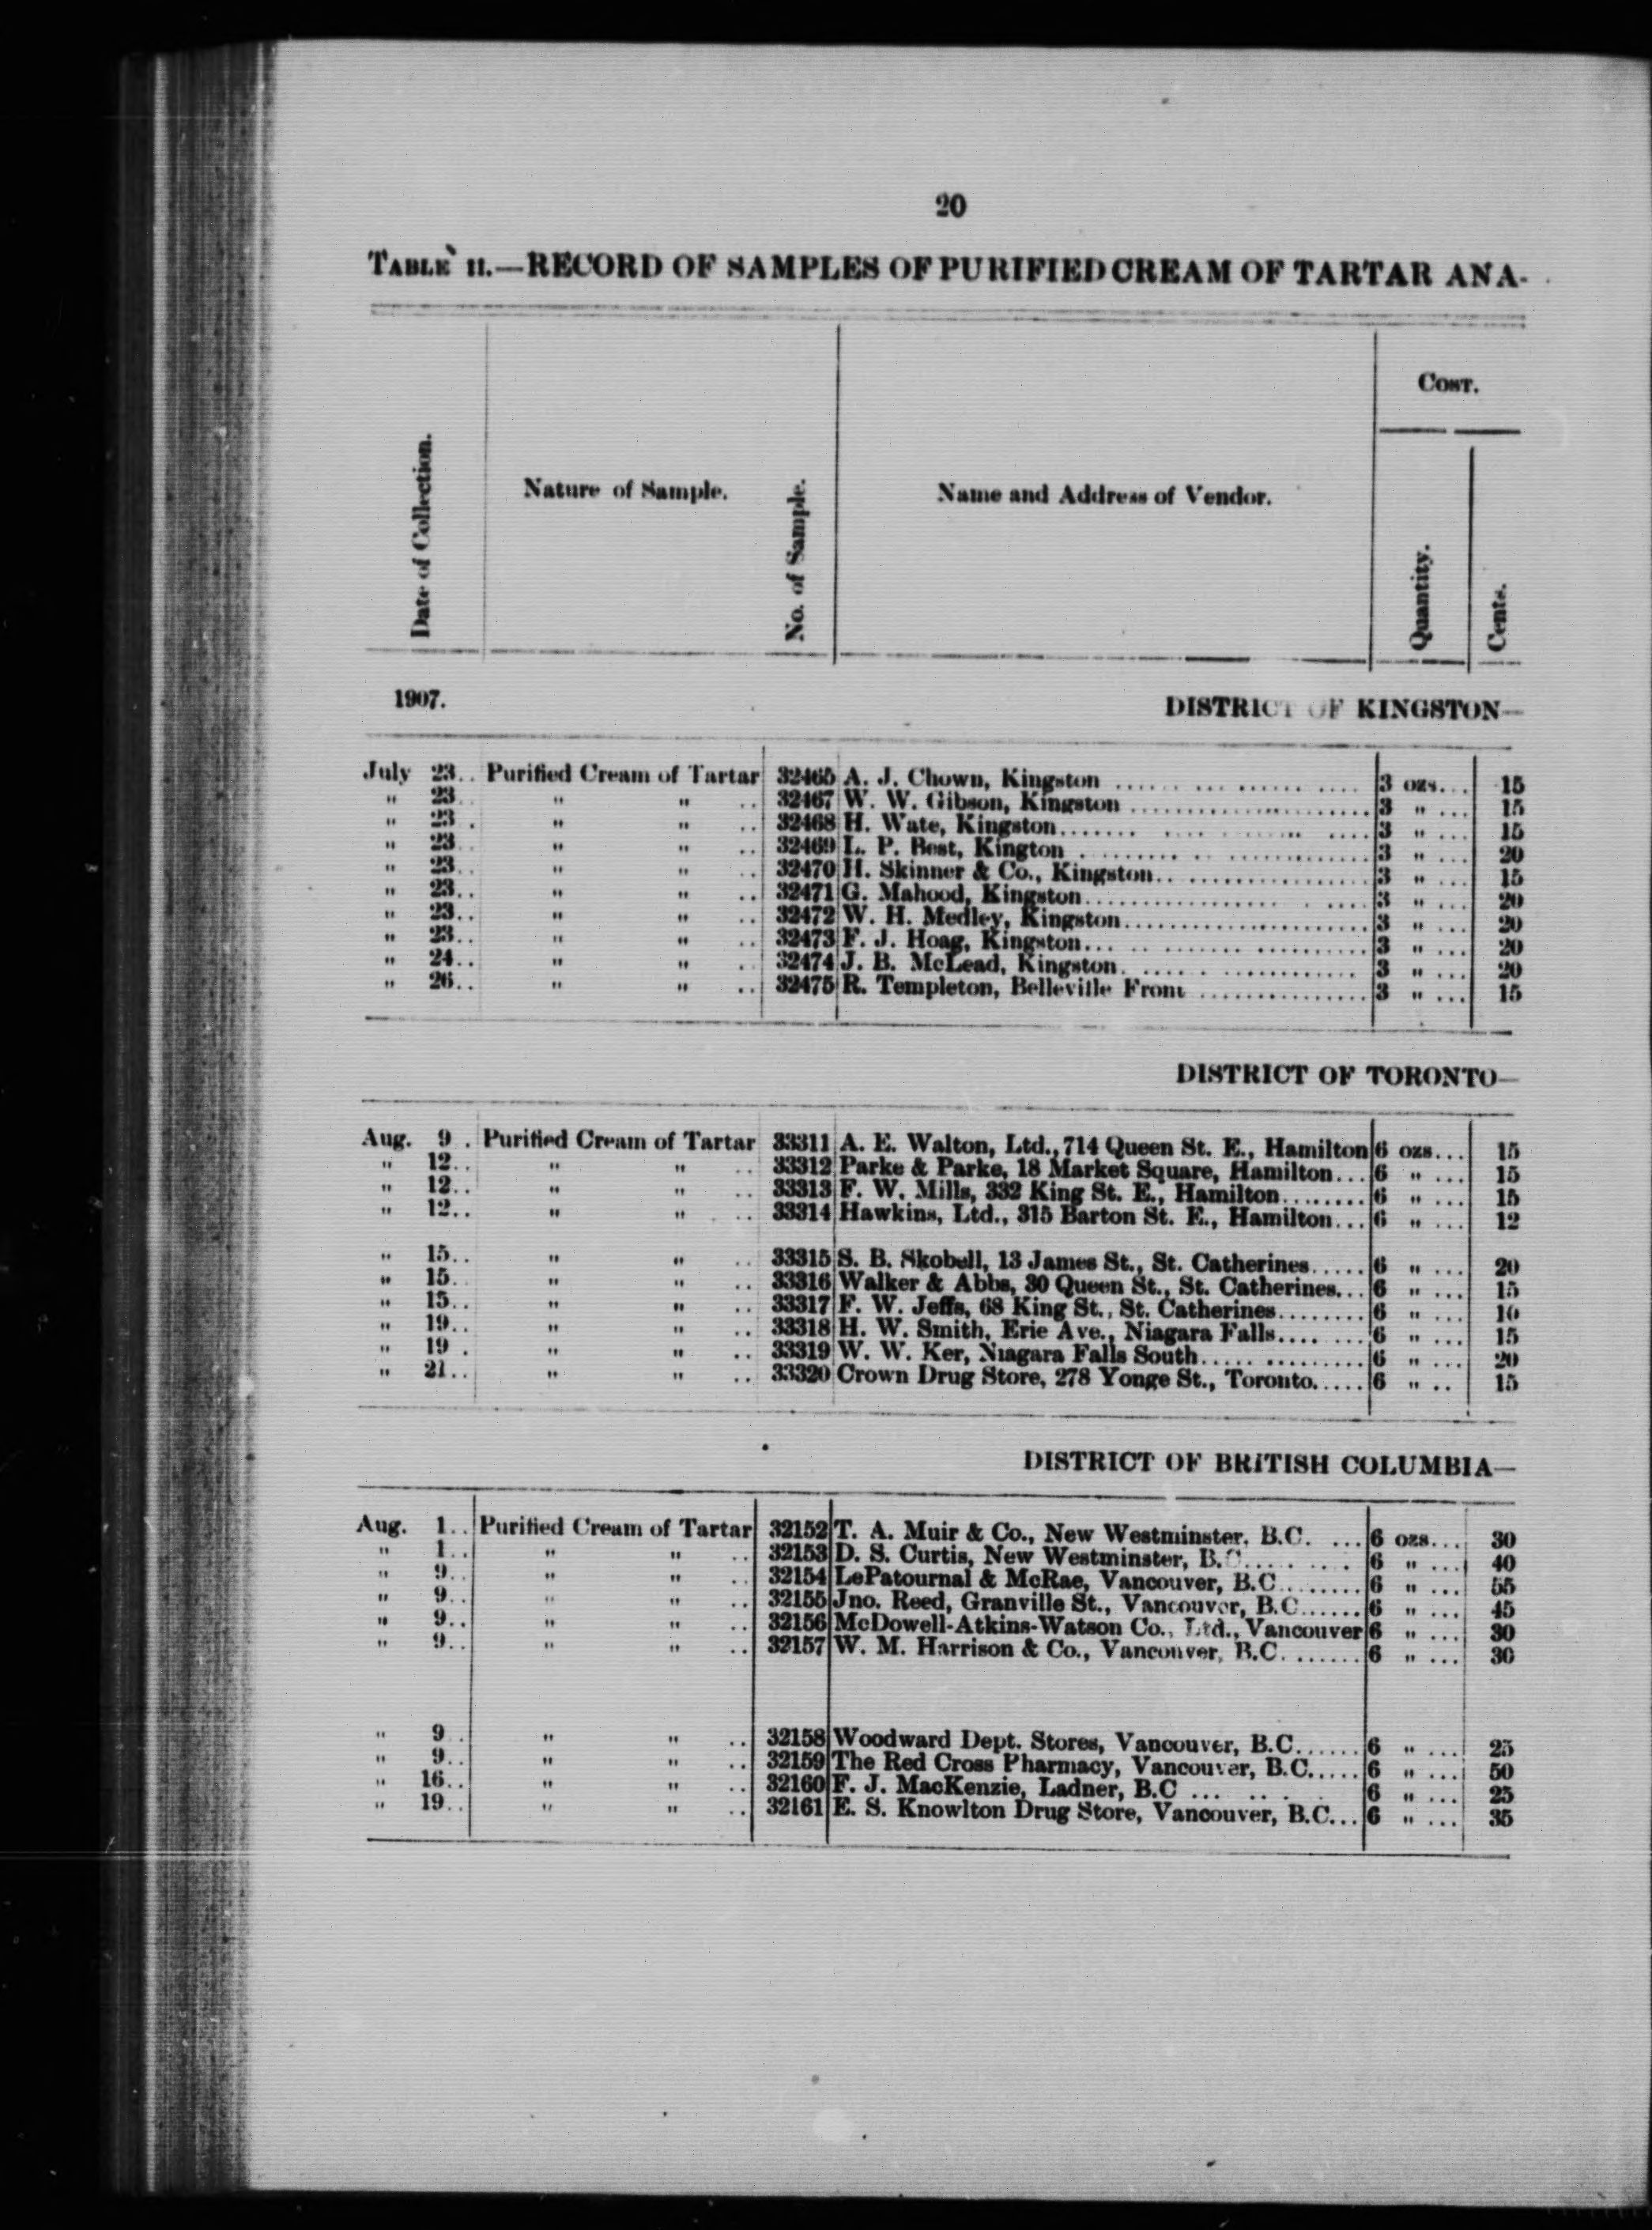 20
TABLE II.—RECORD OF SAMPLES OF PURIFIED CREAM OF TARTAR ANA-
Date of Collection.
Nature of Sample.
No. of Sample.
Name and Address of Vendor.
COST.
Quantity.
Cents.
1907.
DISTRICT OF KINGSTON—
July 23.. Purified Cream of Tartar 32465 A. J. Chown, Kingston .................... 3 ozs... 15
" 23.. " " .. 32467 W. W. Gibson, Kingston .................... 3 " ... 15
" 23 . " " .. 32468 H. Wate, Kingston.................... 3 " ... 15
" 23.. " " .. 32469 L. P. Best, Kington .................... 3 " ... 20
" 23.. " " .. 32470 H. Skinner & Co., Kingston.................... 3 " ... 15
" 23.. " " .. 32471 G. Mahood, Kingston.................... 3 " ... 20
" 23.. " " .. 32472 W. H. Medley, Kingston.................... 3 " ... 20
" 23.. " " .. 32473 F. J. Hoag, Kingston.................... 3 " ... 20
" 24.. " " . 32474 J. B. McLead, Kingston.................... 3 " ... 20
" 26.. " " .. 32475 R. Templeton, Belleville Front ............... 3 " ... 15
DISTRICT OF TORONTO—
Aug. 9 . Purified Cream of Tartar 33311 A. E. Walton, Ltd., 714 Queen St. E., Hamilton 6 ozs... 15
" 12.. " " .. 33312 Parke & Parke, 18 Market Square, Hamilton... 6 " ... 15
" 12.. " " .. 33313 F. W. Mills, 332 King St. E., Hamilton........ 6 " ... 15
" 12.. " " .. 33314 Hawkins, Ltd., 315 Barton St. E., Hamilton... 6 " ... 12
" 15.. " " .. 33315 S. B. Skobell, 13 James St., St. Catherines..... 6 " ... 20
" 15.. " " .. 33316 Walker & Abbs, 30 Queen St., St. Catherines... 6 " ... 15
" 15.. " " .. 33317 F. W. Jeffs, 68 King St., St. Catherines........ 6 " ... 10
" 19.. " " .. 33318 H. W. Smith, Erie Ave., Niagara Falls........ 6 " ... 15
" 19 . " " .. 33319 W. W. Ker, Niagara Falls South............... 6 " ... 20
" 21.. " " .. 33320 Crown Drug Store, 278 Yonge St., Toronto..... 6 " .. 15
DISTRICT OF BRITISH COLUMBIA—
Aug. 1.. Purified Cream of Tartar 32152 T. A. Muir & Co., New Westminster, B.C. ... 6 ozs... 30
" 1.. " " .. 32153 D. S. Curtis, New Westminster, B.C......... 6 " ... 40
" 9.. " " .. 32154 LePatournal & McRae, Vancouver, B.C........ 6 " ... 55
" 9.. " " .. 32155 Jno. Reed, Granville St., Vancouver, B.C...... 6 " ... 45
" 9.. " " .. 32156 McDowell-Atkins-Watson Co., Ltd., Vancouver 6 " ... 30
" 9.. " " .. 32157 W. M. Harrison & Co., Vancouver, B.C. ...... 6 " ... 30
" 9.. " " .. 32158 Woodward Dept. Stores, Vancouver, B.C...... 6 " ... 25
" 9.. " " .. 32159 The Red Cross Pharmacy, Vancouver, B.C..... 6 " ... 50
" 16.. " " .. 32160 F. J. MacKenzie, Ladner, B.C ... .. . . 6 " ... 25
" 19.. " " .. 32161 E. S. Knowlton Drug Store, Vancouver, B.C... 6 " ... 35